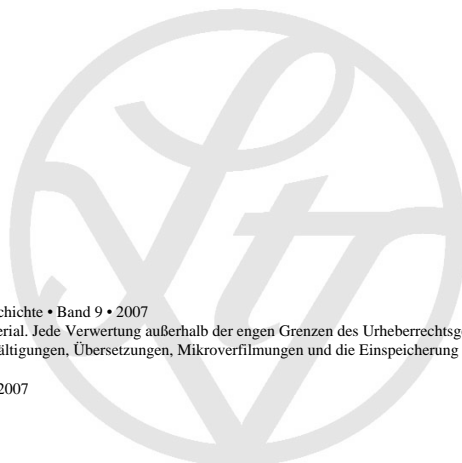 chichte • Band 9 • 2007
erial. Jede Verwertung außerhalb der engen Grenzen des Urheberrechtsg
ältigungen, Übersetzungen, Mikroverfilmungen und die Einspeicherung
2007